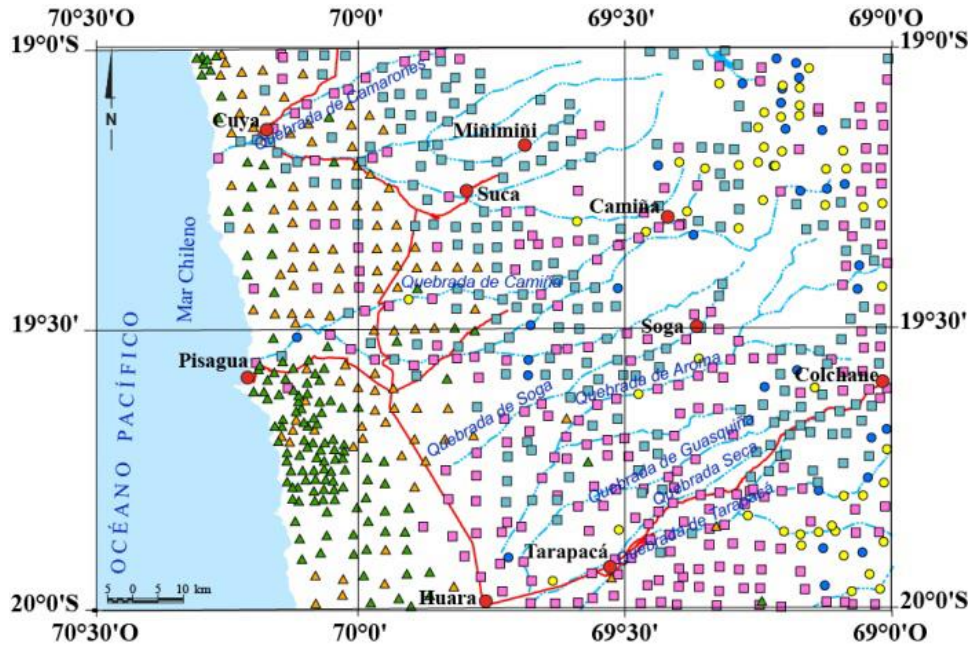 70°30'S
70°0'
69°30'
69°0'S
19°0'S
19°0'S
N
Cuya
Quebrada de Camarones
Miñimiñi
Suca
Camiña
Mar Chileno
Quebrada de Camiña
19°30'
19°30'
Soga
Pisagua
Quebrada de Aroma
Colchane
OCÉANO PACÍFICO
Quebrada de Soga
Quebrada de Guasquiña
Quebrada Seca
Quebrada de Tarapacá
Tarapacá
5 0 5 10 km
Huara
20°0'S
20°0'S
70°30'S
70°0'
69°30'
69°0'S